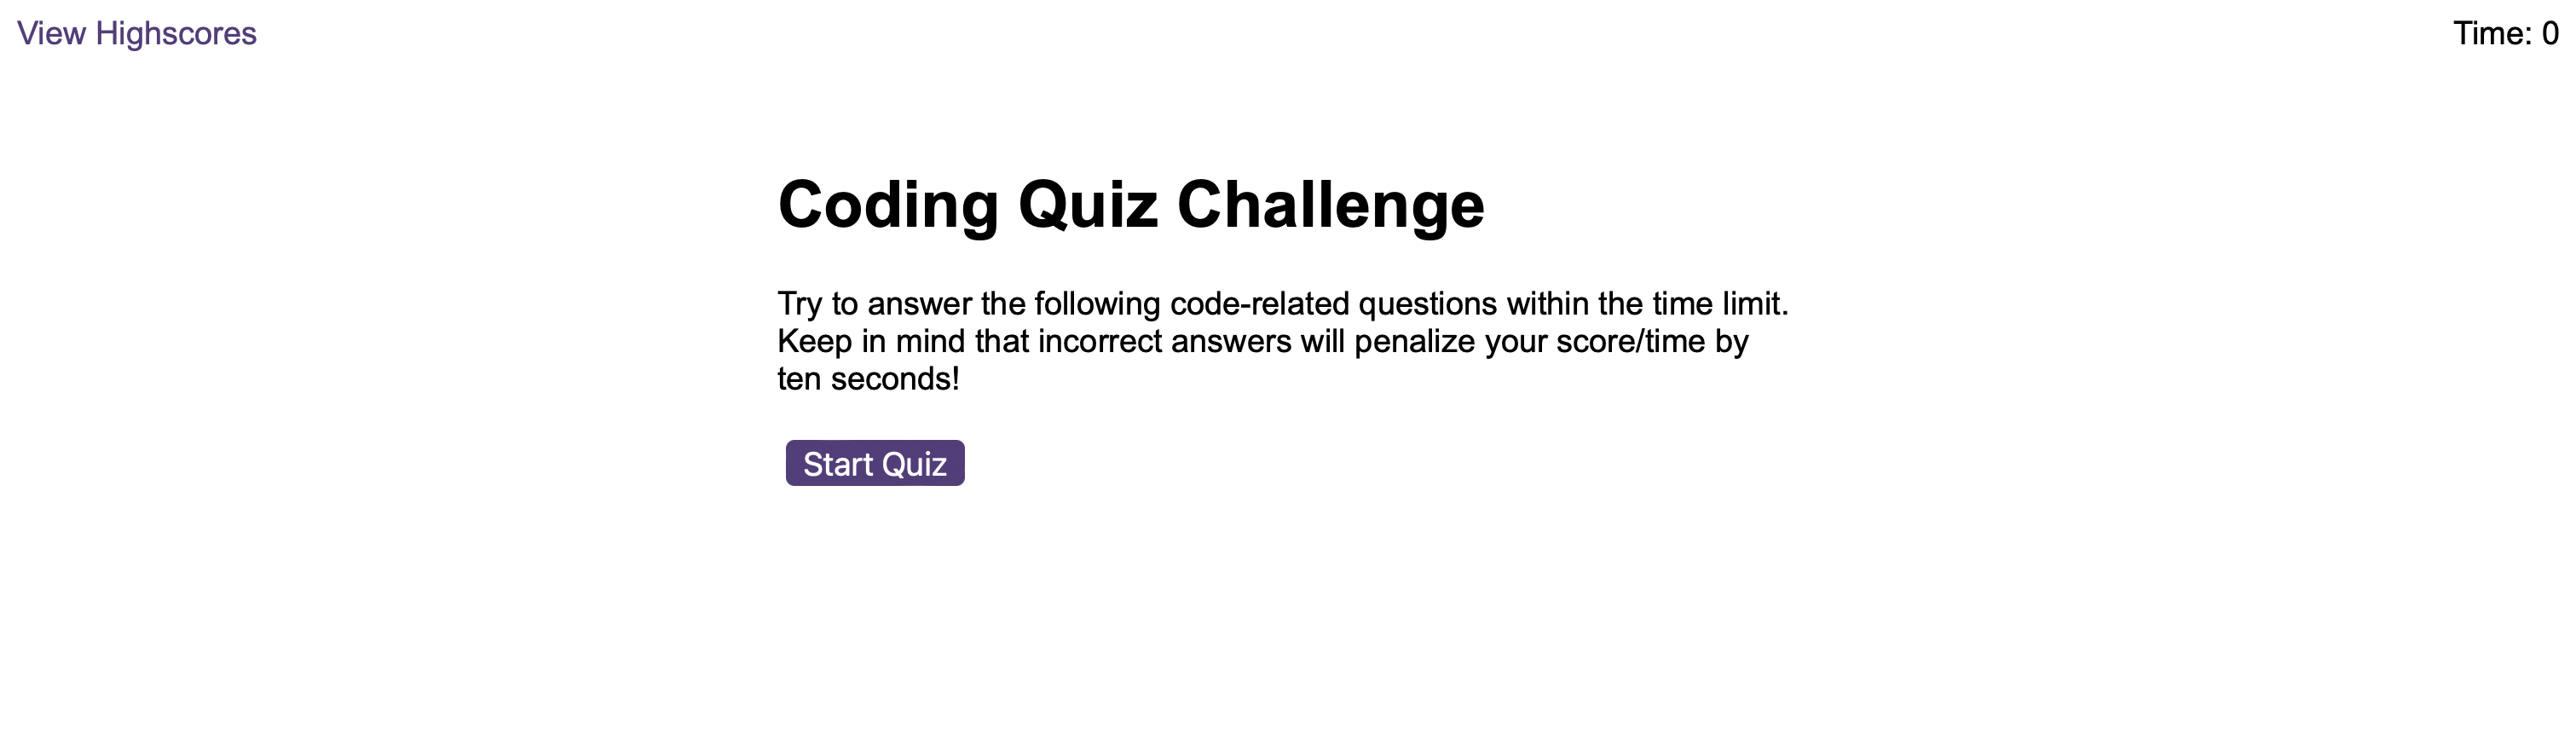 View Highscores
Time: 0
Coding Quiz Challenge
Try to answer the following code-related questions within the time limit.
Keep in mind that incorrect answers will penalize your score/time by
ten seconds!
Start Quiz